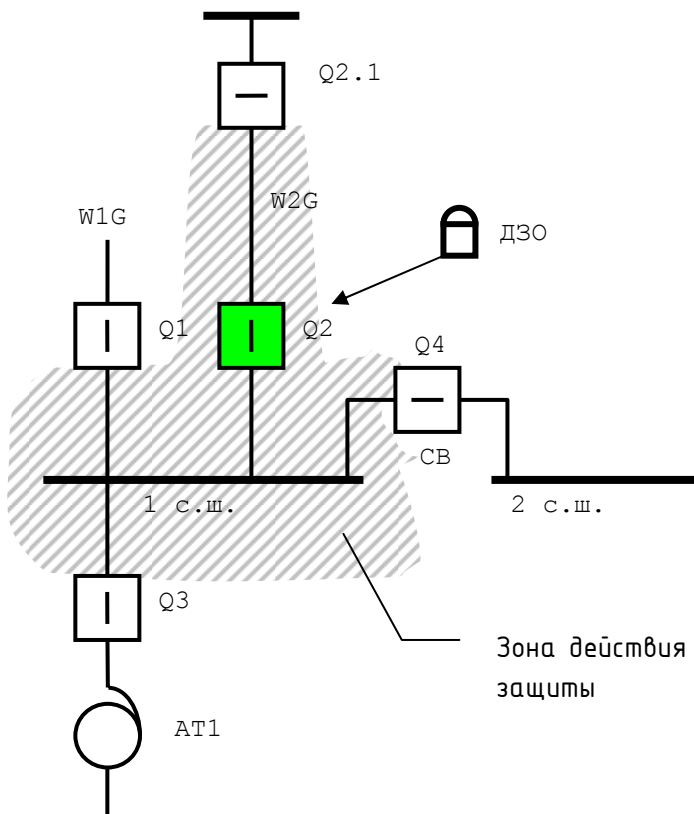 Q2.1
W2G
W1G
ДЗО
Q1
Q2
Q4
СВ
1 с.ш.
2 с.ш.
Q3
Зона действия
защиты
АТ1